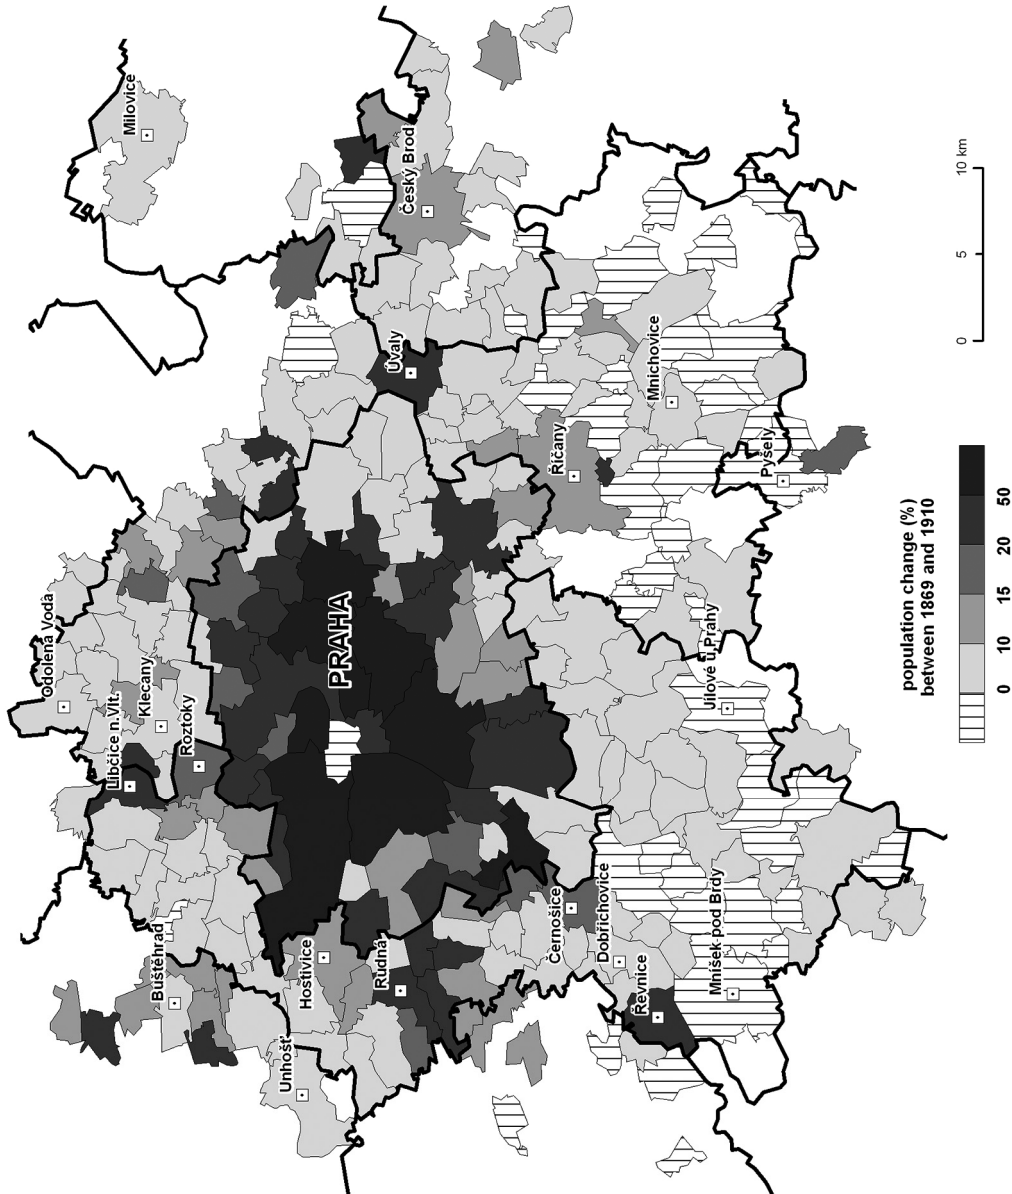 Odolená Voda
Libčice n.Vlt.
Milovice
Klecany
Buštěhrad
Roztoky
Unhošť
Hostivice
PRAHA
Rudná
Úvaly
Český Brod
Černošice
Říčany
Dobřichovice
Řevnice
Mnichovice
Jílové u Prahy
Mníšek pod Brdy
Pyšely
population change (%)
between 1869 and 1910
0 10 15 20 50
0 5 10 km